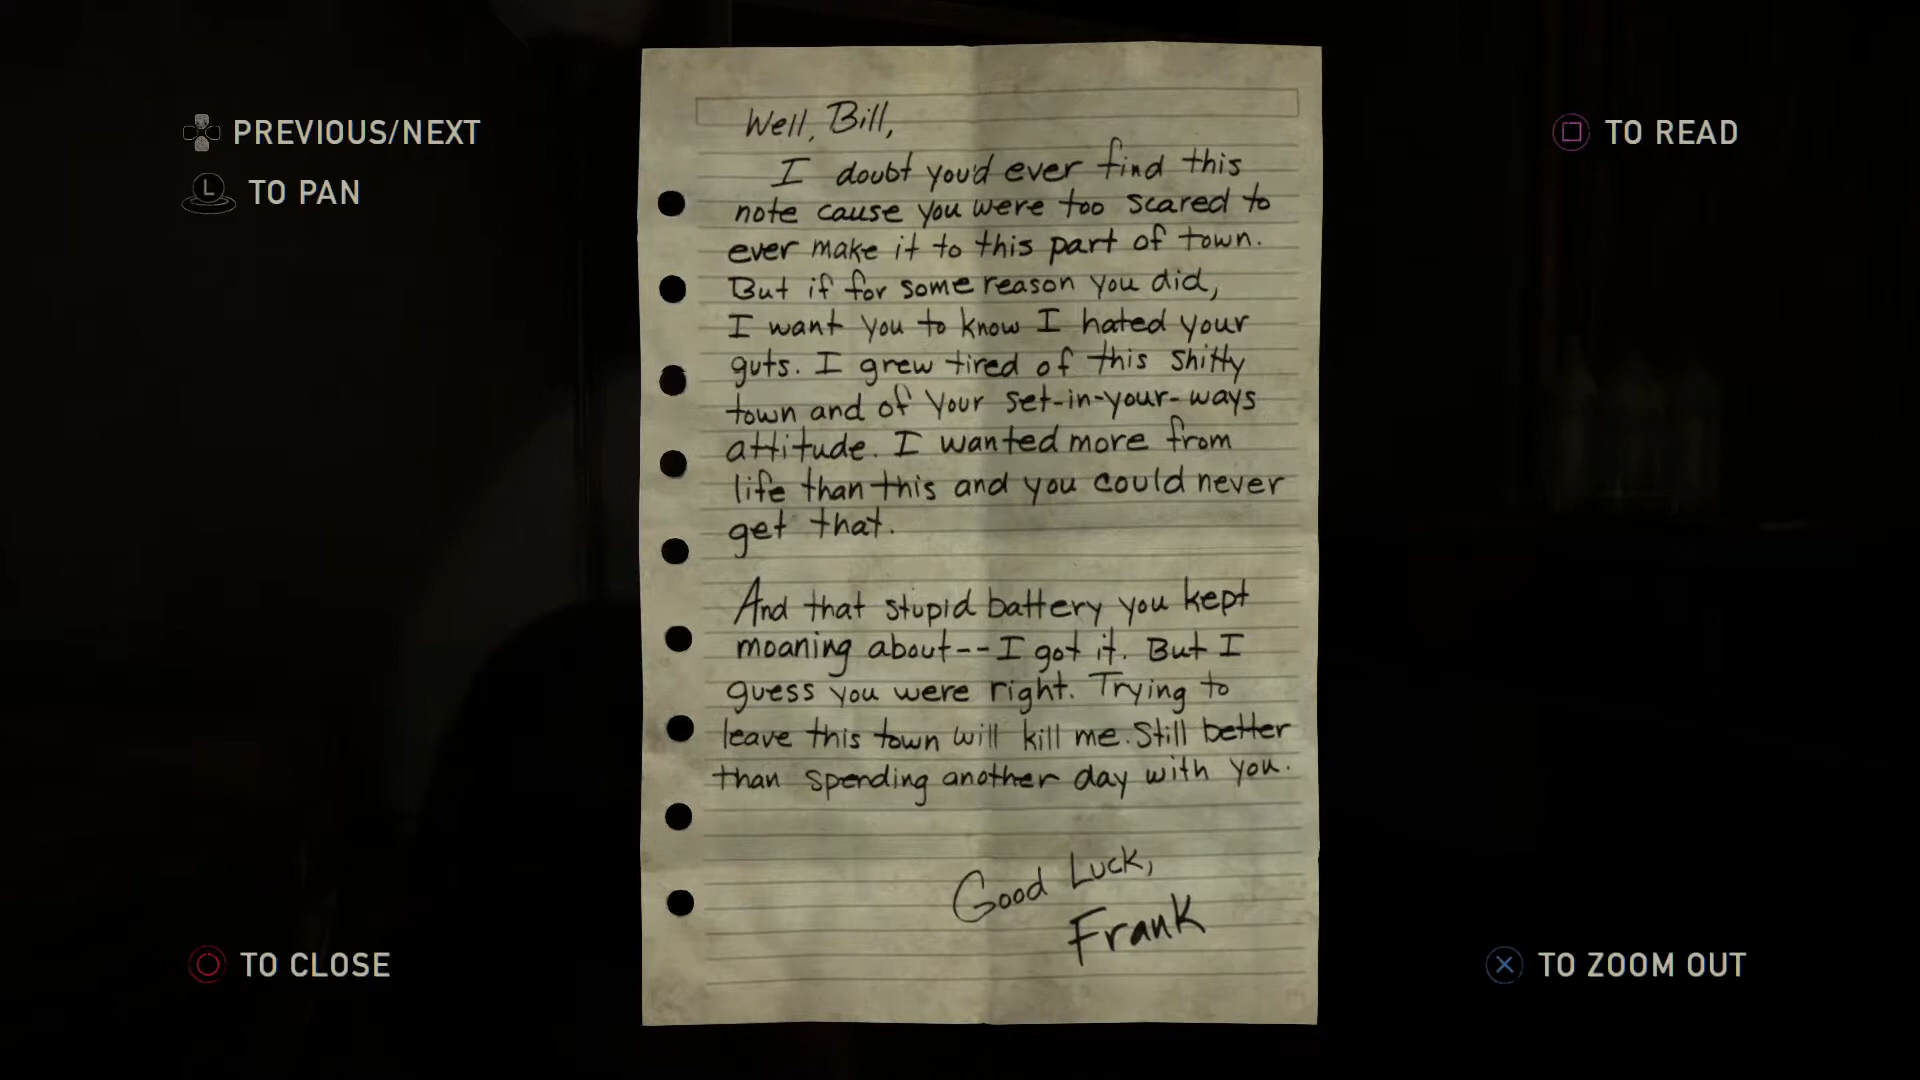 PREVIOUS/NEXT
L TO PAN
TO READ
Well, Bill,
I doubt you'd ever find this
note cause you were too scared to
ever make it to this part of town.
But if for some reason you did,
I want you to know I hated your
guts. I grew tired of this shitty
town and of your set-in-your-ways
attitude. I wanted more from
life than this and you could never
get that.
And that stupid battery you kept
moaning about--I got it. But I
guess you were right. Trying to
leave this town will kill me. Still better
than spending another day with you.
Good Luck,
Frank
TO CLOSE
TO ZOOM OUT